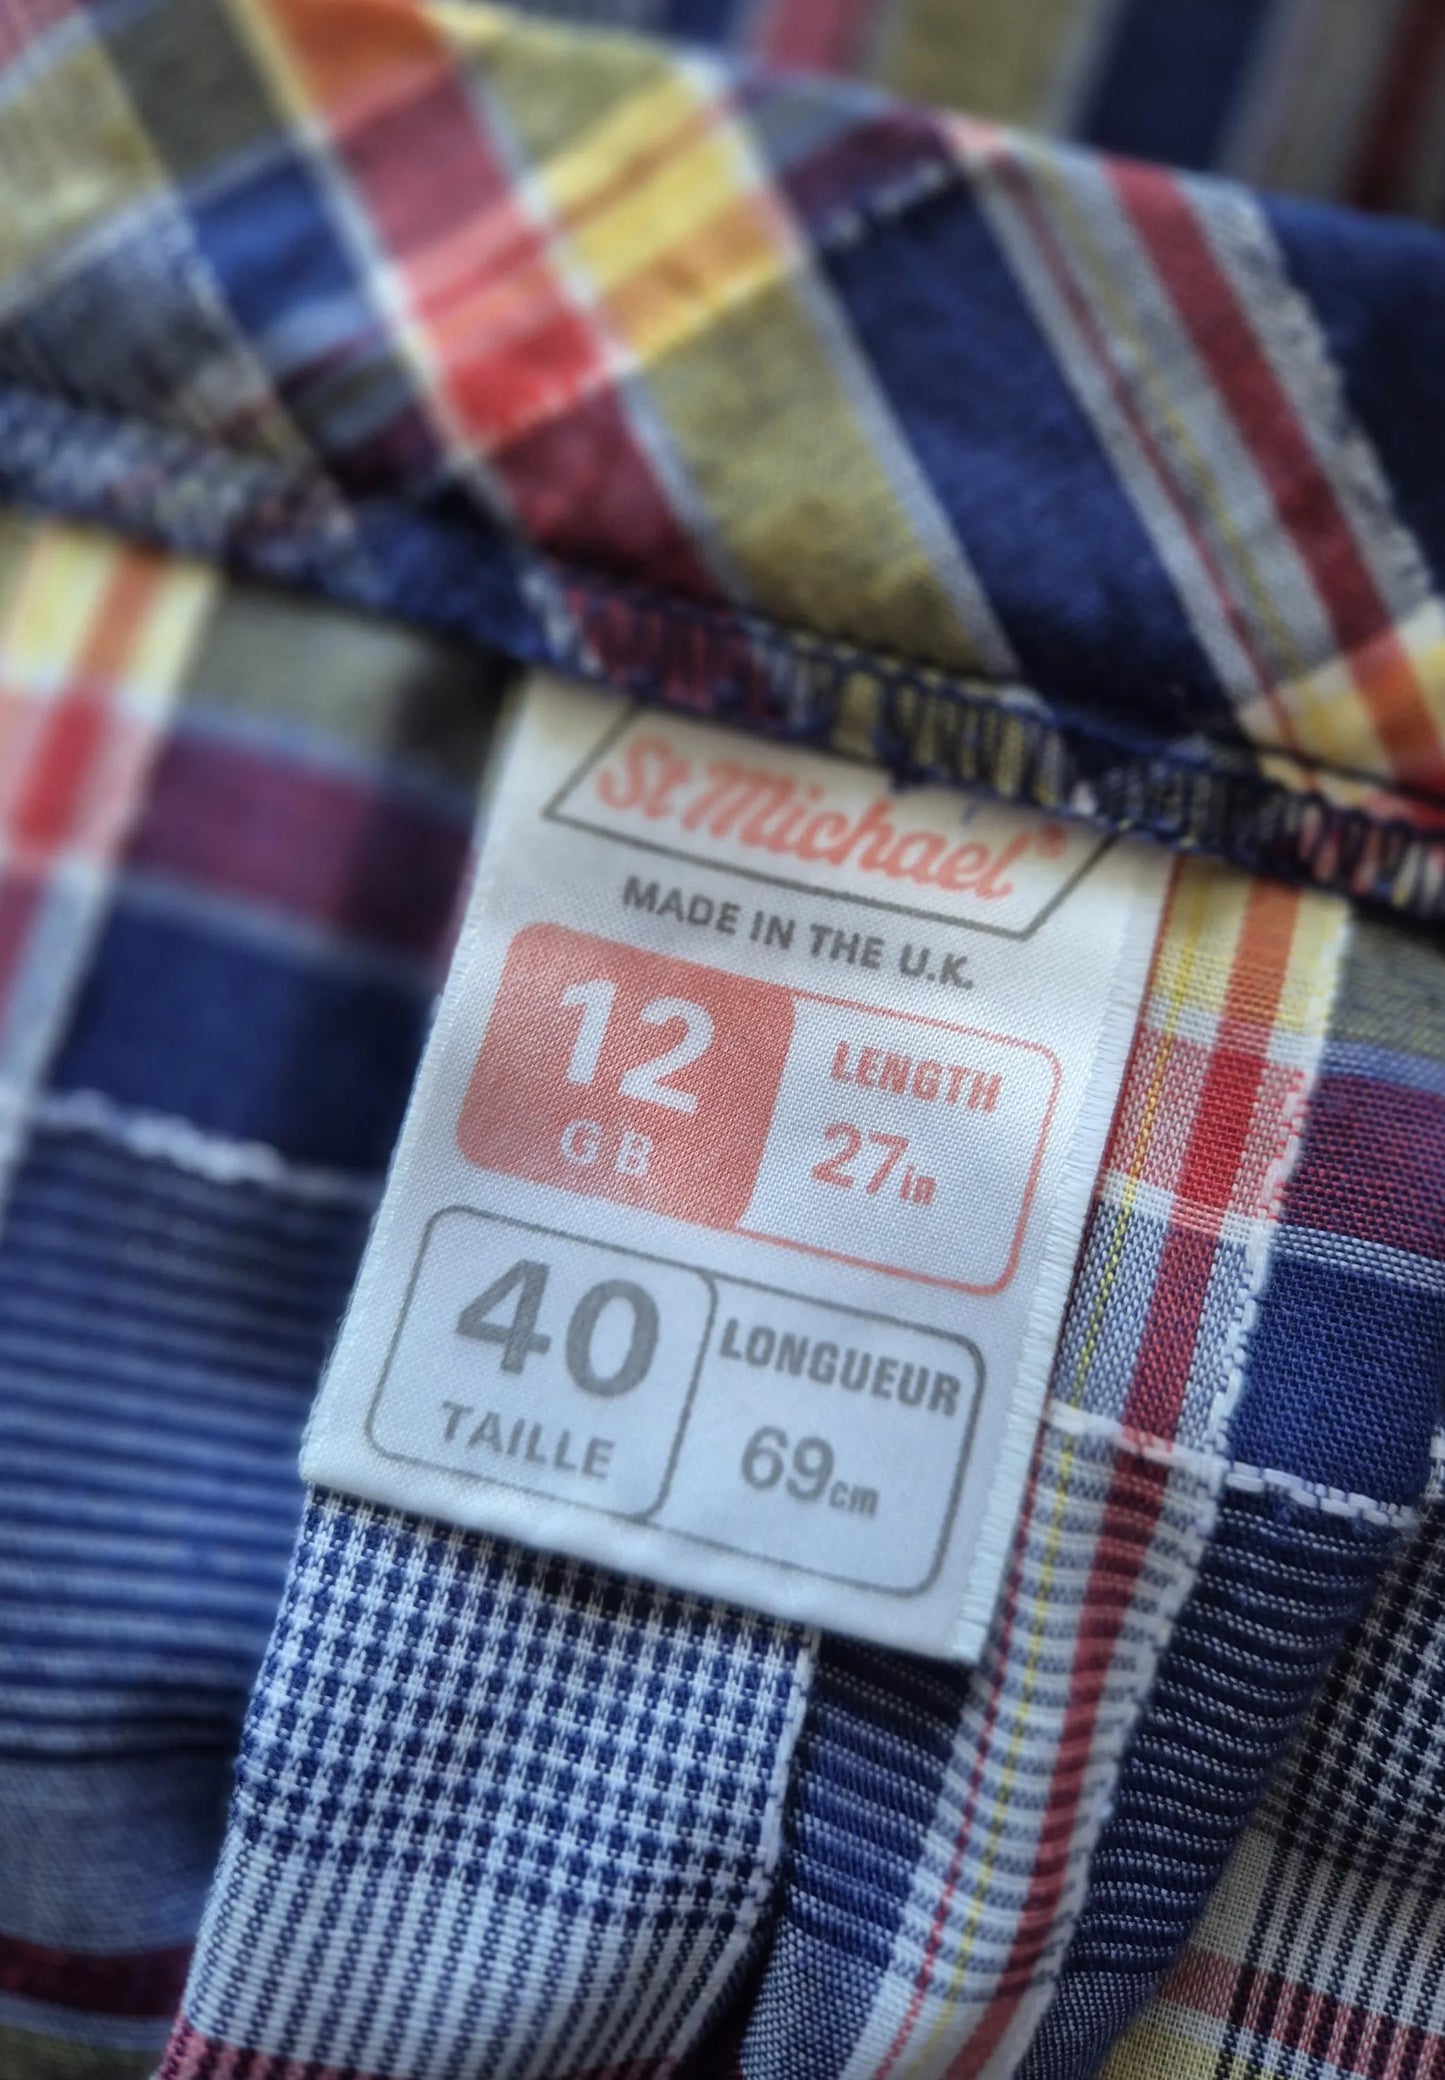 St Michael®
MADE IN THE U.K.
12
GB
LENGTH
27in
40
TAILLE
LONGUEUR
69cm